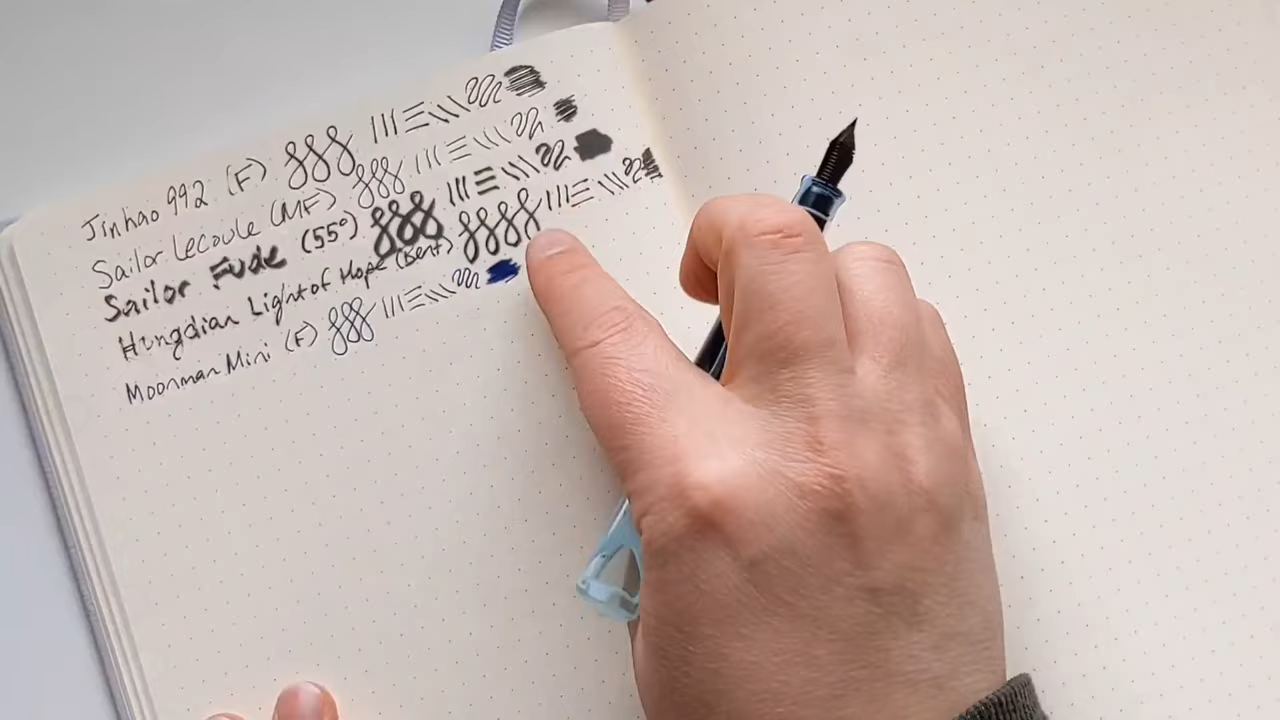 Jinhao 992 (F)
Sailor Lecoule (MF)
Sailor Fude (55°)
Hongdian Light of Hope (Bent)
Moonman Mini (F)